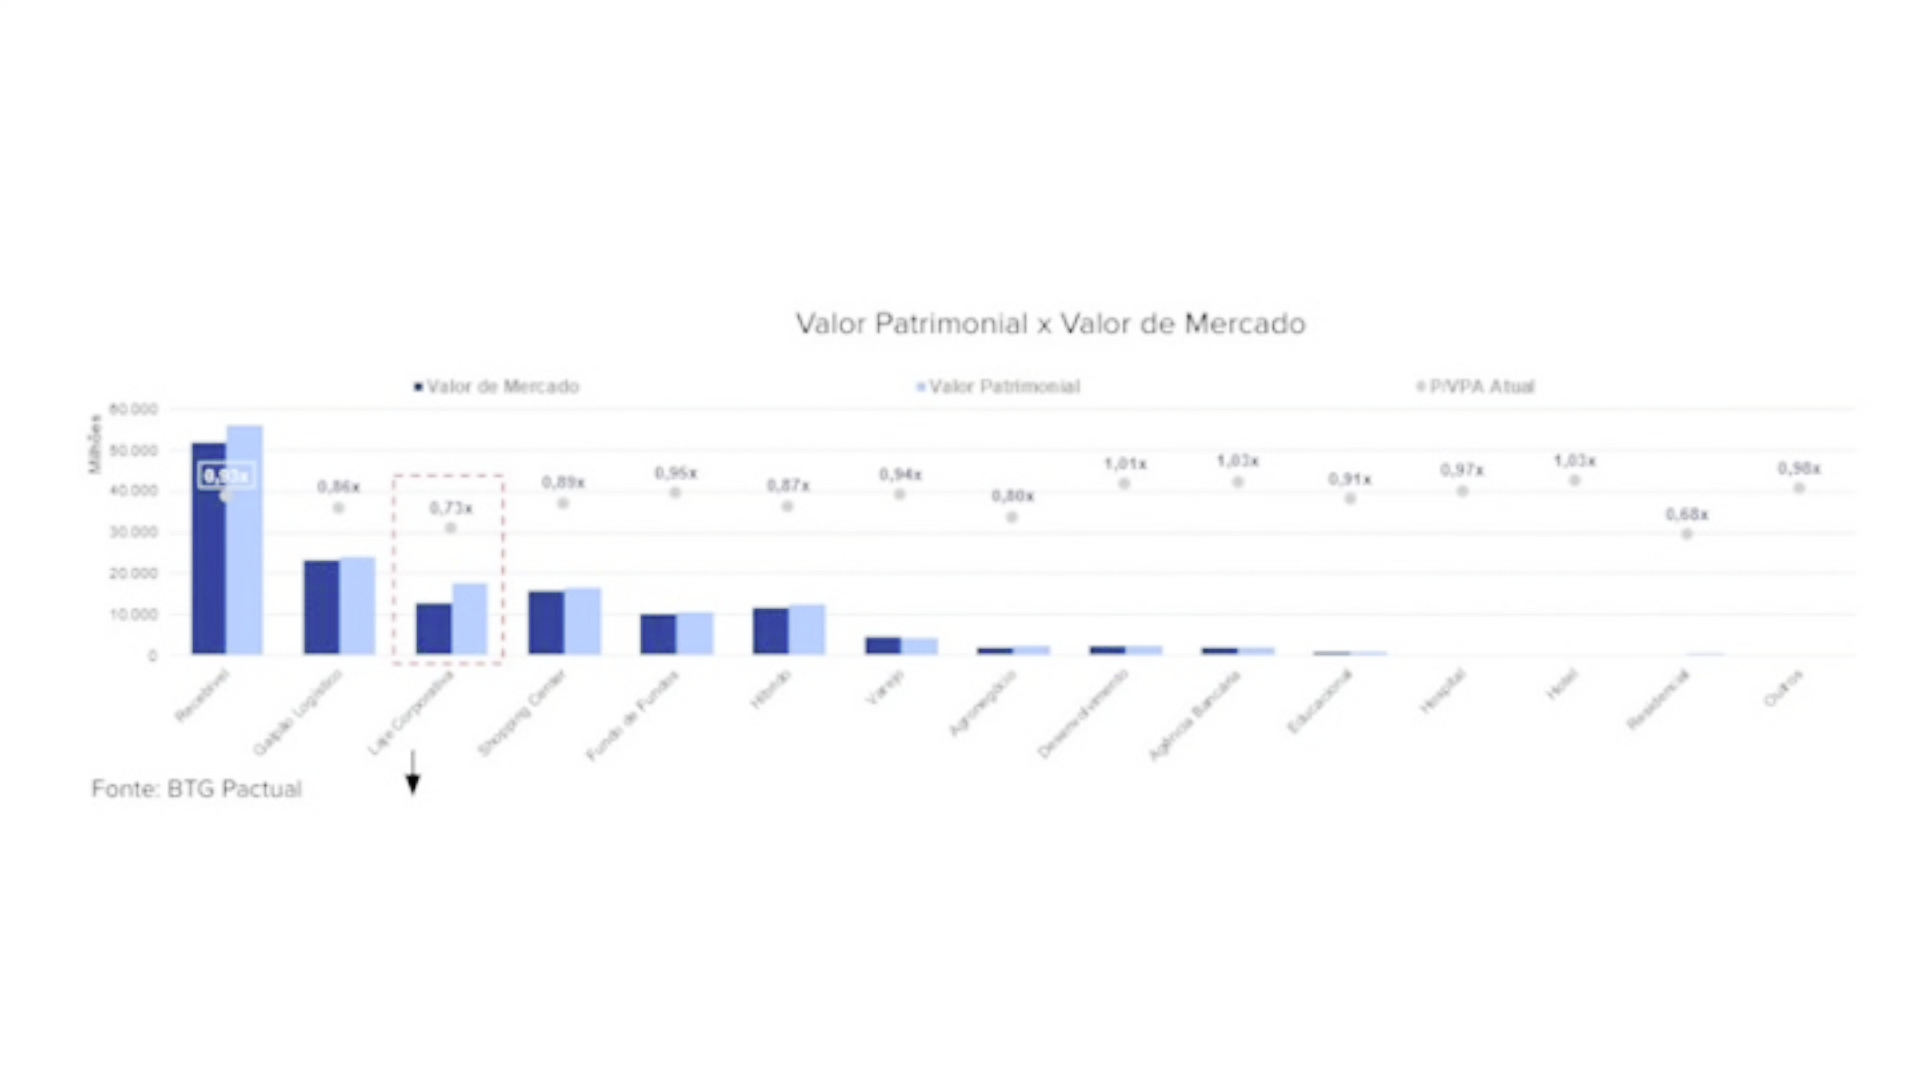 Valor Patrimonial x Valor de Mercado
Valor de Mercado Valor Patrimonial P/VPA Atual
Milhões
60.000
50.000
40.000
30.000
20.000
10.000
0
0,93x 0,86x 0,73x 0,89x 0,95x 0,87x 0,94x 0,80x 1,01x 1,03x 0,91x 0,97x 1,03x 0,68x 0,98x
Recebível
Galpão Logístico
Laje Corporativa
Shopping Center
Fundo de Fundos
Híbrido
Varejo
Agronegócio
Desenvolvimento
Agência Bancária
Educacional
Hospital
Hotel
Residencial
Outros
Fonte: BTG Pactual